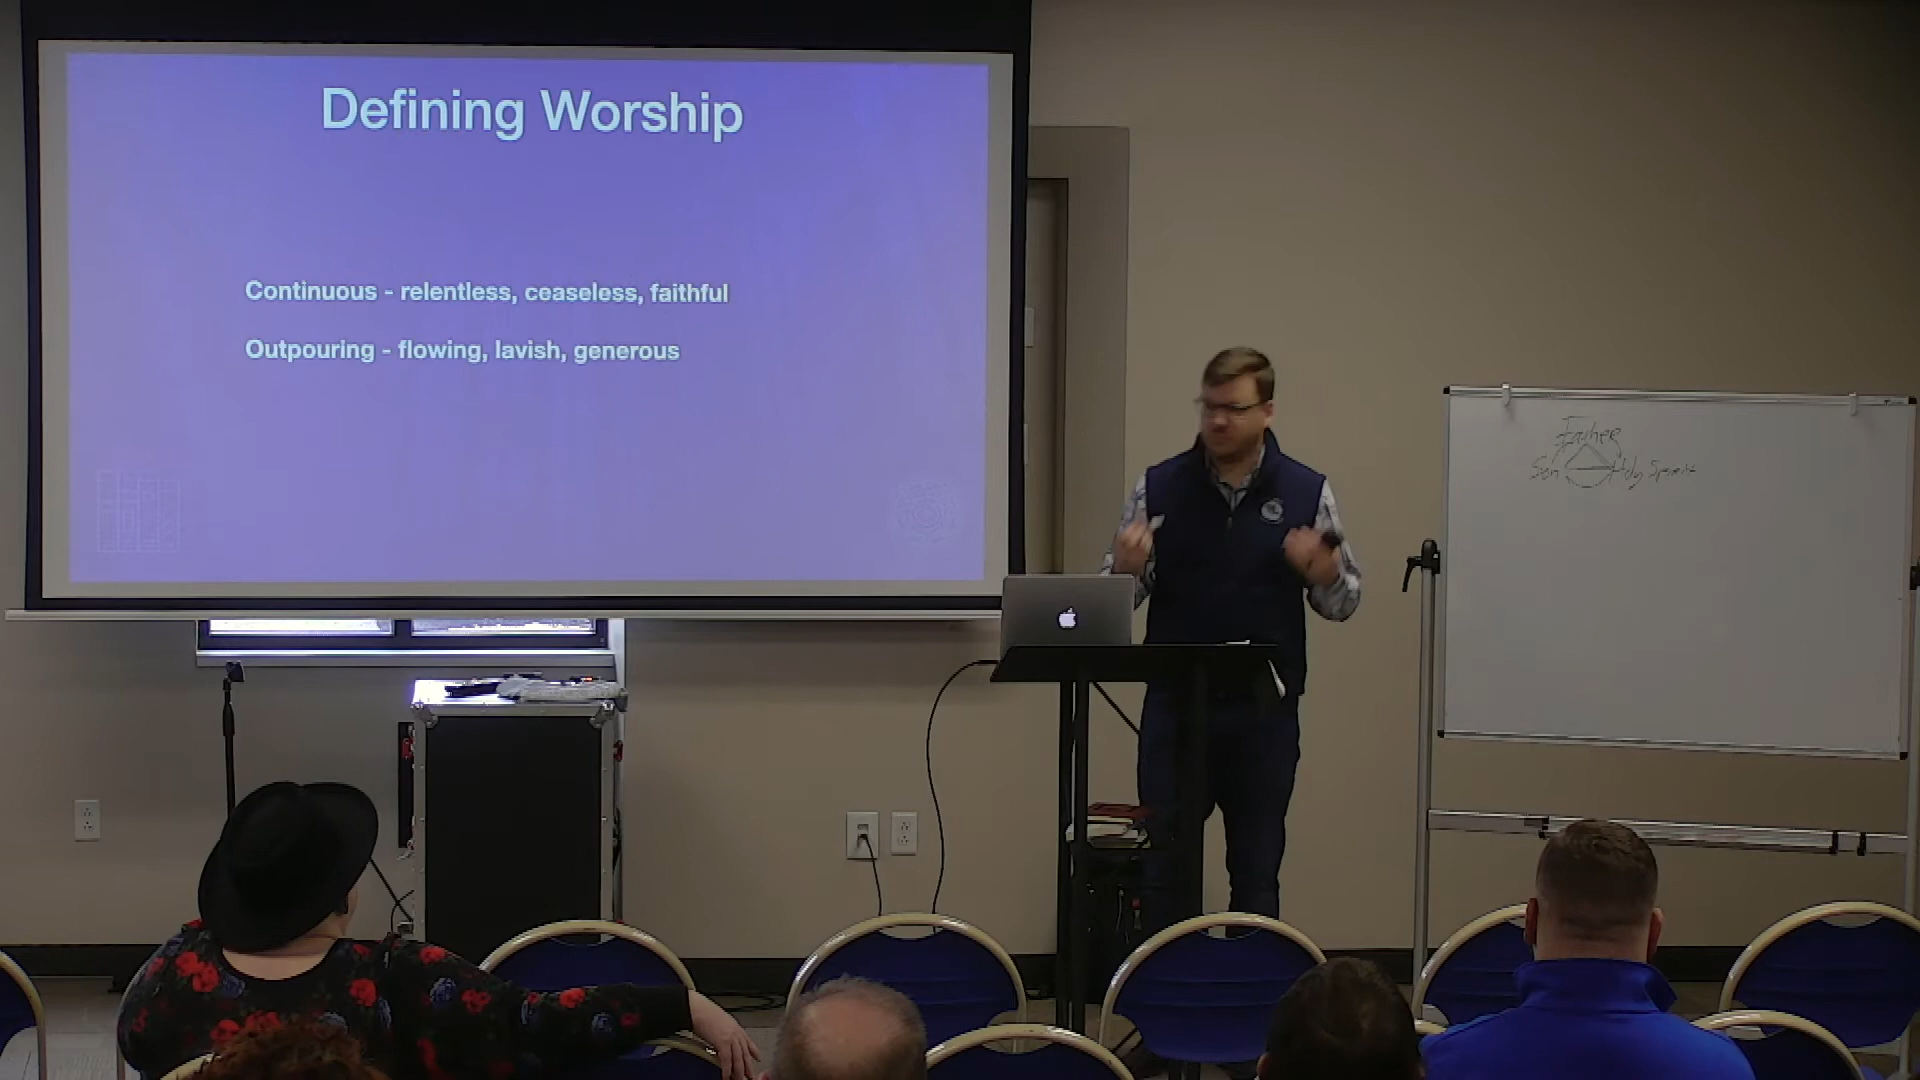 Defining Worship
Continuous - relentless, ceaseless, faithful
Outpouring - flowing, lavish, generous
Father
Son Holy Spirit